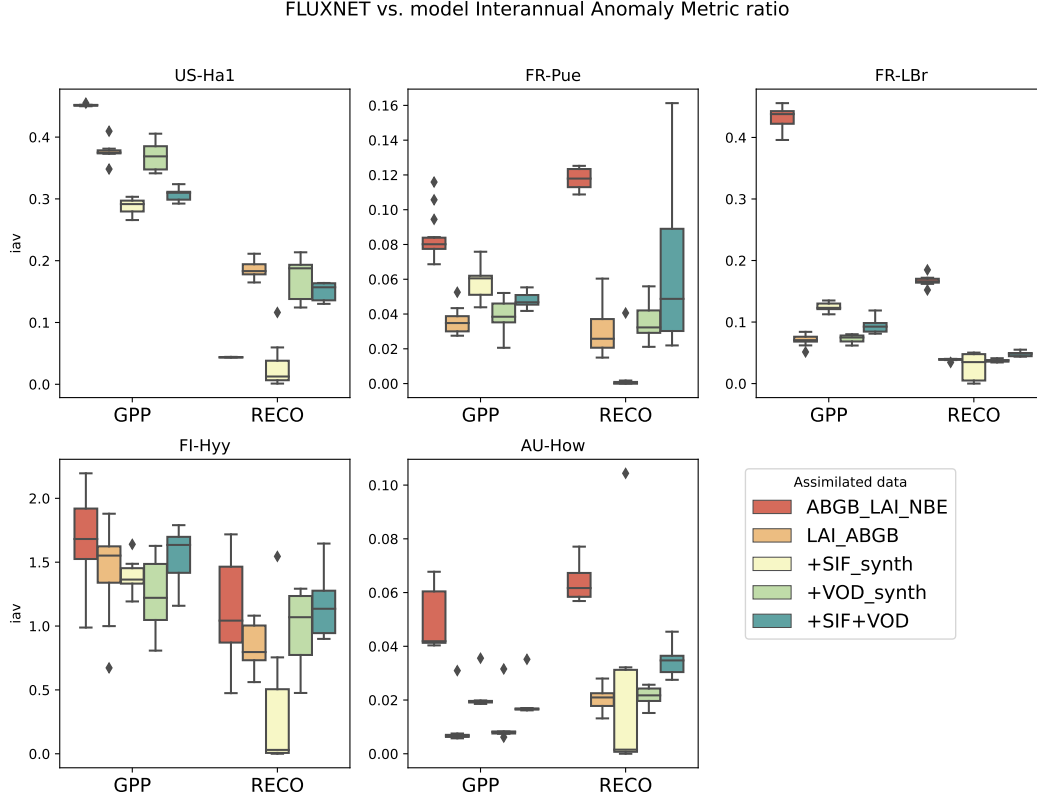 FLUXNET vs. model Interannual Anomaly Metric ratio
US-Ha1
iav
0.4
0.3
0.2
0.1
0.0
GPP RECO
FR-Pue
0.16
0.14
0.12
0.10
0.08
0.06
0.04
0.02
0.00
GPP RECO
FR-LBr
0.4
0.3
0.2
0.1
0.0
GPP RECO
FI-Hyy
iav
2.0
1.5
1.0
0.5
0.0
GPP RECO
AU-How
0.10
0.08
0.06
0.04
0.02
0.00
GPP RECO
Assimilated data
ABGB_LAI_NBE
LAI_ABGB
+SIF_synth
+VOD_synth
+SIF+VOD